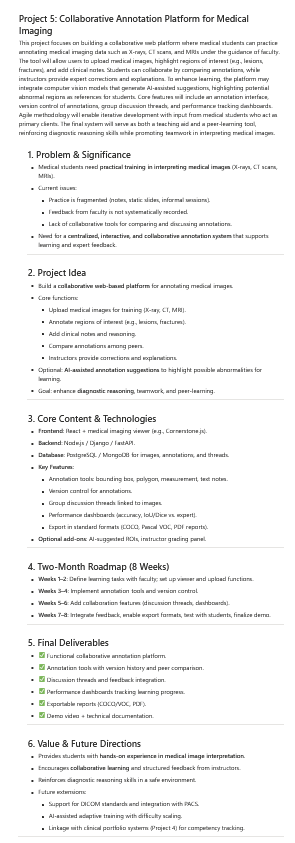 Project 5: Collaborative Annotation Platform for Medical
Imaging
This project focuses on building a collaborative web platform where medical students can practice
annotating medical imaging data such as X-rays, CT scans, and MRIs under the guidance of faculty.
The tool will allow users to upload medical images, highlight regions of interest (e.g., lesions,
fractures), and add clinical notes. Students can collaborate by comparing annotations, while
instructors provide expert corrections and explanations. To enhance learning, the platform may
integrate computer vision models that generate AI-assisted suggestions, highlighting potential
abnormal regions as references for students. Core features will include an annotation interface,
version control of annotations, group discussion threads, and performance tracking dashboards.
Agile methodology will enable iterative development with input from medical students who act as
primary clients. The final system will serve as both a teaching aid and a peer-learning tool,
reinforcing diagnostic reasoning skills while promoting teamwork in medical imaging.
1. Problem & Significance
• Medical students need practical training in interpreting medical images (X-rays, CT scans,
MRIs).
• Current issues:
• Practice is fragmented (notes, static slides, informal sessions).
• Feedback from faculty is not systematically recorded.
• Lack of collaborative tools for comparing and discussing annotations.
• Need for a centralized, interactive, and collaborative annotation system that supports
learning and expert feedback.
2. Project Idea
• Build a collaborative web-based platform for annotating medical images.
• Core functions:
• Upload medical images for training (X-ray, CT, MRI).
• Annotate regions of interest (e.g., lesions, fractures).
• Add clinical notes and reasoning.
• Compare annotations among peers.
• Instructors provide corrections and explanations.
• Optional: AI-assisted annotation suggestions to highlight possible abnormalities for
learning.
• Goal: enhance diagnostic reasoning, teamwork, and peer-learning.
3. Core Content & Technologies
• Frontend: React + medical imaging viewer (e.g., Cornerstone.js).
• Backend: Node.js / Django / FastAPI.
• Database: PostgreSQL / MongoDB for images, annotations, and threads.
• Key Features:
• Annotation tools: bounding box, polygon, measurement, text notes.
• Version control for annotations.
• Group discussion threads linked to images.
• Performance dashboards (accuracy, IoU/Dice vs. expert).
• Export in standard formats (COCO, Pascal VOC, PDF reports).
• Optional add-ons: AI-suggested ROIs, instructor grading panel.
4. Two-Month Roadmap (8 Weeks)
• Weeks 1–2: Define learning tasks with faculty; set up viewer and upload functions.
• Weeks 3–4: Implement annotation tools and version control.
• Weeks 5–6: Add collaboration features (discussion threads, dashboards).
• Weeks 7–8: Integrate feedback, enable export formats, test with students, finalize demo.
5. Final Deliverables
• ✅ Functional collaborative annotation platform.
• ✅ Annotation tools with version history and peer comparison.
• ✅ Discussion threads and feedback integration.
• ✅ Performance dashboards tracking learning progress.
• ✅ Exportable reports (COCO/VOC, PDF).
• ✅ Demo video + technical documentation.
6. Value & Future Directions
• Provides students with hands-on experience in medical image interpretation.
• Encourages collaborative learning and structured feedback from instructors.
• Reinforces diagnostic reasoning skills in a safe environment.
• Future extensions:
• Support for DICOM standards and integration with PACS.
• AI-assisted adaptive training with difficulty scaling.
• Linkage with clinical portfolio systems (Project 4) for competency tracking.